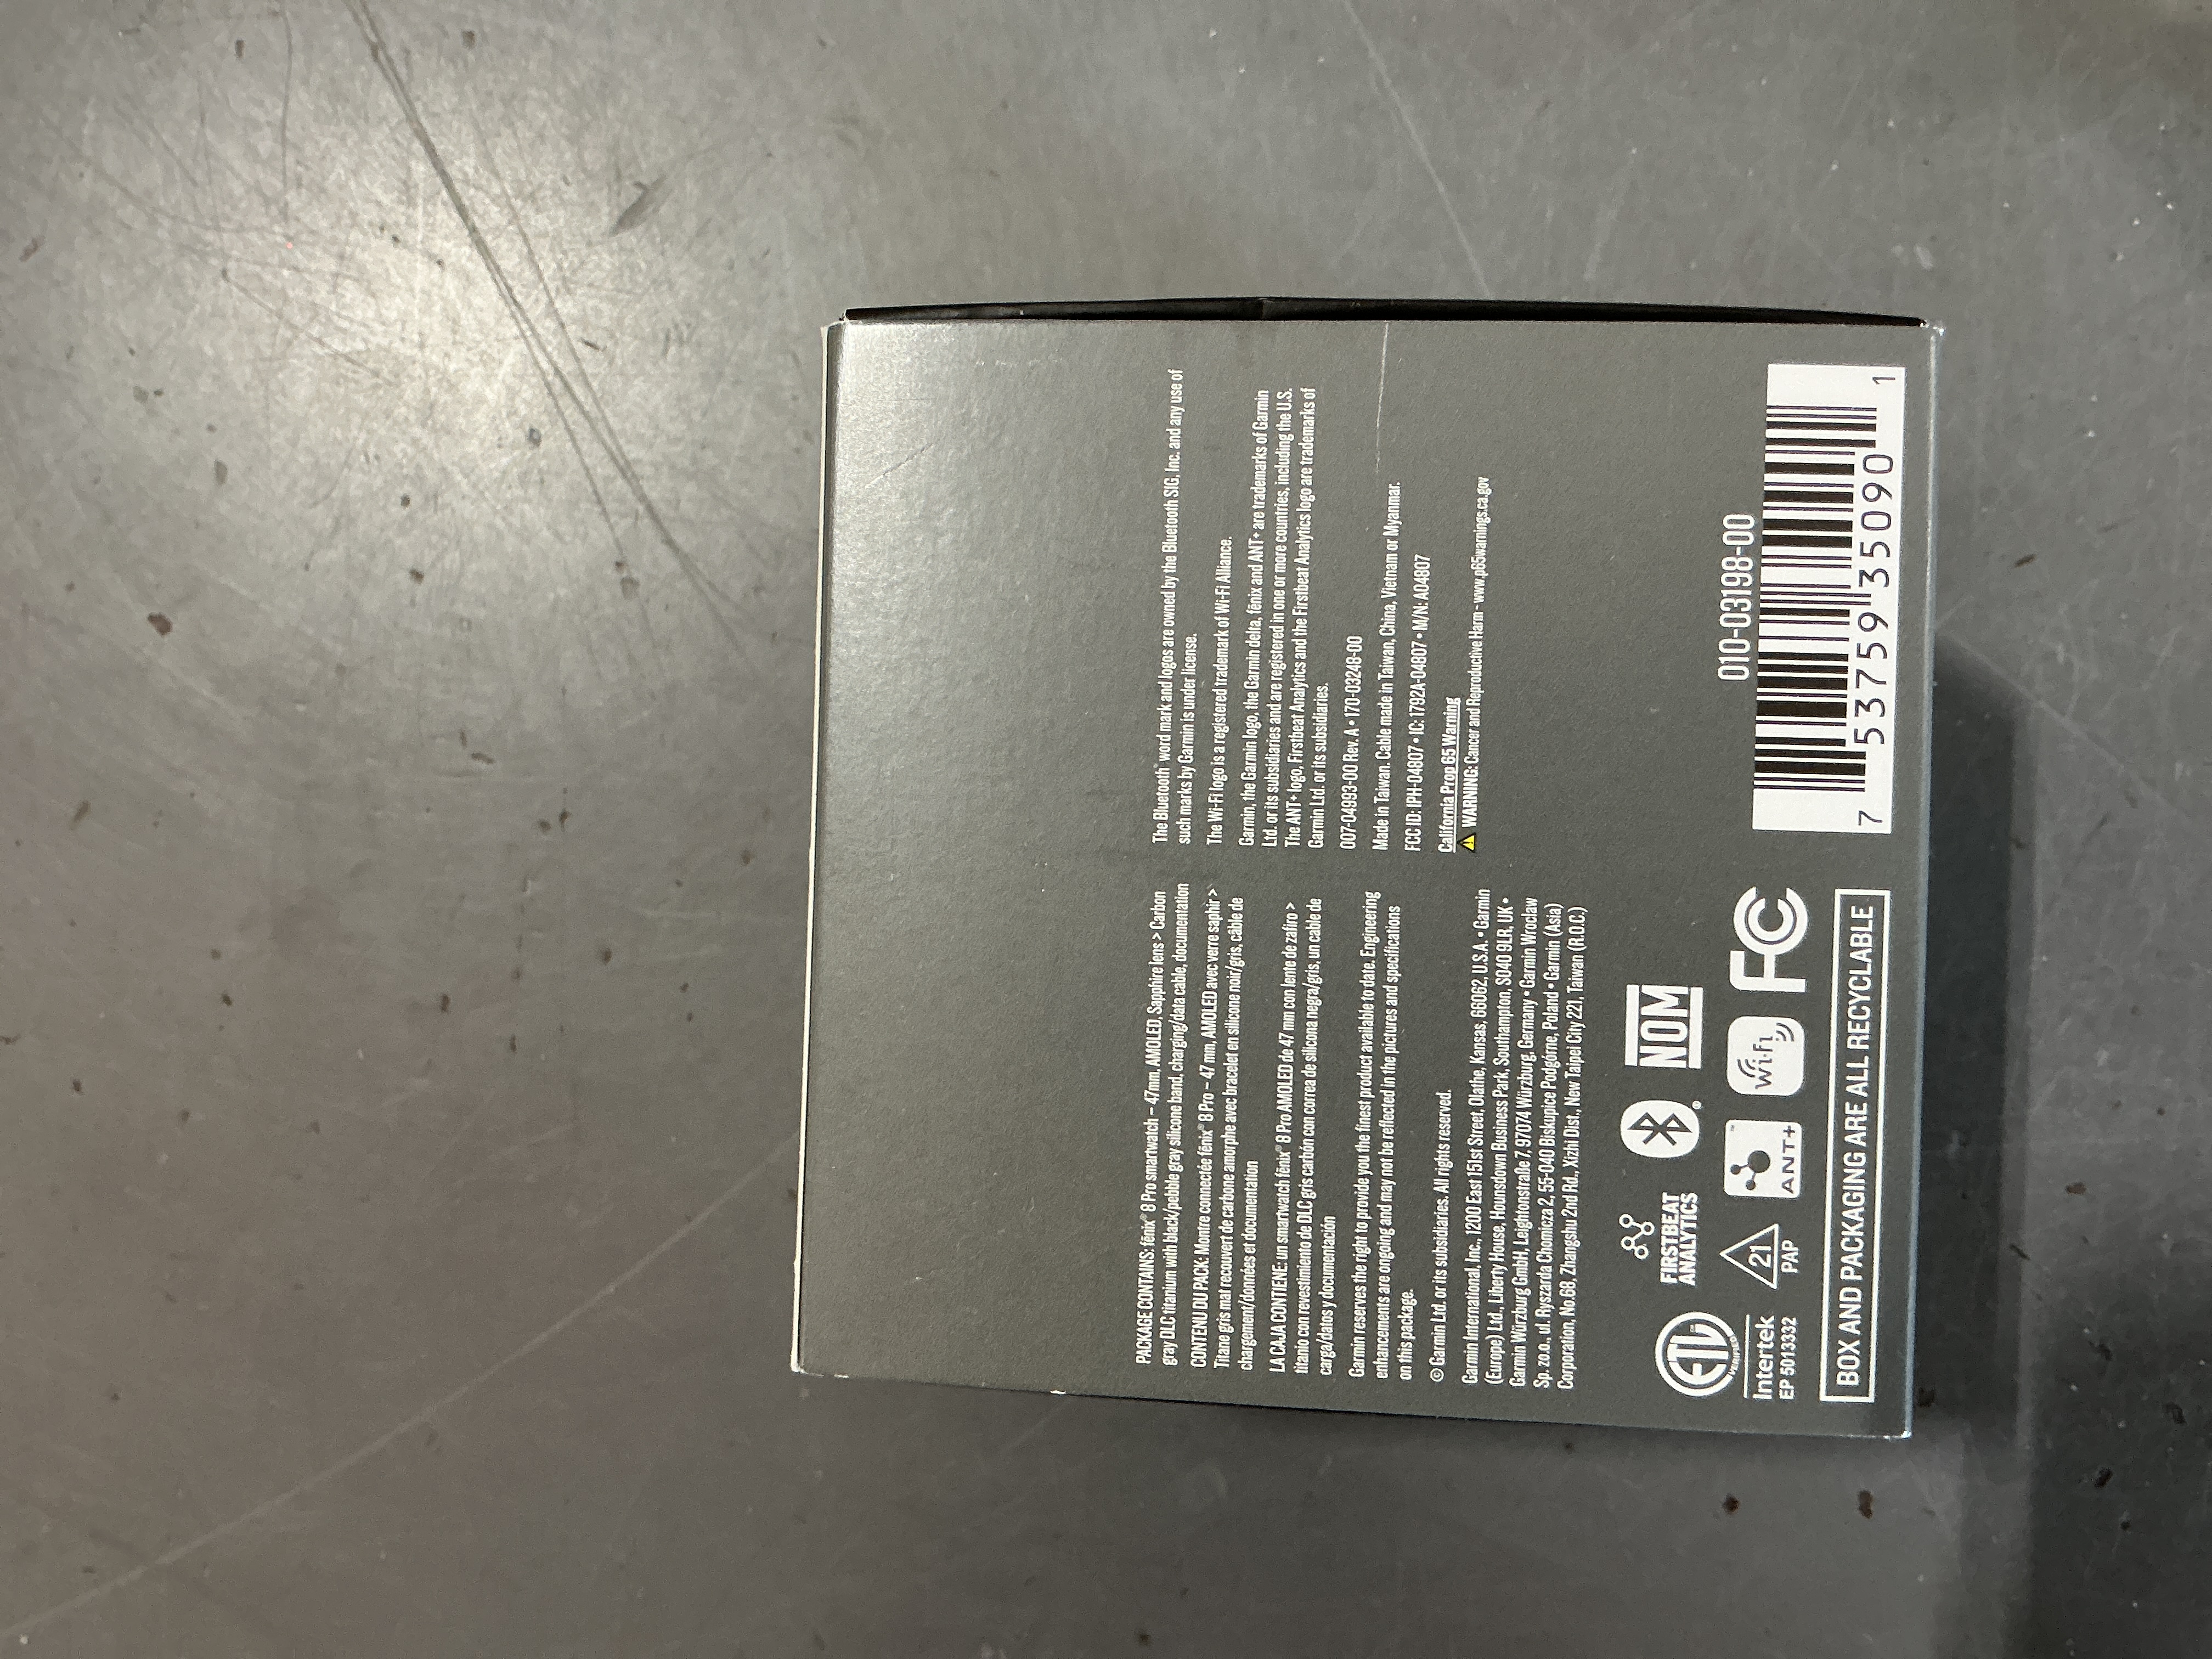 PACKAGE CONTAINS: fēnix® 8 Pro smartwatch – 47mm, AMOLED, Sapphire lens > Carbon
gray DLC titanium with black/pebble gray silicone band, charging/data cable, documentation
CONTENU DU PACK: Montre connectée fēnix® 8 Pro – 47 mm, AMOLED avec verre saphir >
Titane gris mat recouvert de carbone amorphe avec bracelet en silicone noir/gris, câble de
chargement/données et documentation
LA CAJA CONTIENE: un smartwatch fēnix® 8 Pro AMOLED de 47 mm con lente de zafiro >
titanio con revestimiento de DLC gris carbón con correa de silicona negra/gris, un cable de
carga/datos y documentación
Garmin reserves the right to provide you the finest product available to date. Engineering
enhancements are ongoing and may not be reflected in the pictures and specifications
on this package.
© Garmin Ltd. or its subsidiaries. All rights reserved.
Garmin International, Inc., 1200 East 151st Street, Olathe, Kansas, 66062, U.S.A. • Garmin
(Europe) Ltd., Liberty House, Hounsdown Business Park, Southampton, SO40 9LR, UK •
Garmin Würzburg GmbH, Leightonstraße 7, 97074 Würzburg, Germany • Garmin Wrocław
Sp. zo.o., ul. Ryszarda Chomicza 2, 55-040 Biskupice Podgórne, Poland • Garmin (Asia)
Corporation, No.68, Zhangshu 2nd Rd., Xizhi Dist., New Taipei City 221, Taiwan (R.O.C.)
The Bluetooth® word mark and logos are owned by the Bluetooth SIG, Inc. and any use of
such marks by Garmin is under license.
The Wi-Fi logo is a registered trademark of Wi-Fi Alliance.
Garmin, the Garmin logo, the Garmin delta, fēnix and ANT+ are trademarks of Garmin
Ltd. or its subsidiaries and are registered in one or more countries, including the U.S.
The ANT+ logo, Firstbeat Analytics and the Firstbeat Analytics logo are trademarks of
Garmin Ltd. or its subsidiaries.
007-04993-00 Rev. A • 170-03248-00
Made in Taiwan. Cable made in Taiwan, China, Vietnam or Myanmar.
FCC ID: IPH-04807 • IC: 1792A-04807 • M/N: A04807
California Prop 65 Warning
WARNING: Cancer and Reproductive Harm - www.p65warnings.ca.gov
ETL
VERIFIED
Intertek
EP 5013332
FIRSTBEAT
ANALYTICS
NOM
21
PAP
ANT+
Wi-Fi
FC
BOX AND PACKAGING ARE ALL RECYCLABLE
010-03198-00
7 53759 35090 1